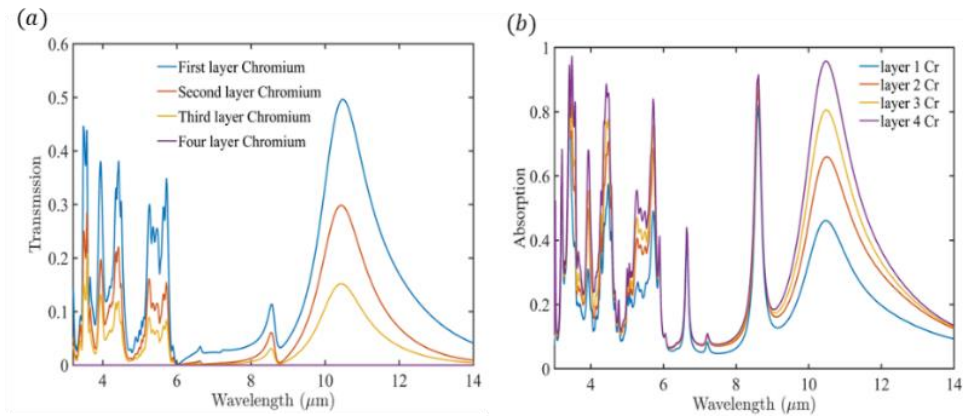 (a)
0.6
0.5
0.4
0.3
0.2
0.1
0
Transmssion
First layer Chromium
Second layer Chromium
Third layer Chromium
Four layer Chromium
4 6 8 10 12 14
Wavelength (μm)
(b)
1
0.8
0.6
0.4
0.2
0
Absorption
layer 1 Cr
layer 2 Cr
layer 3 Cr
layer 4 Cr
4 6 8 10 12 14
Wavelength (μm)